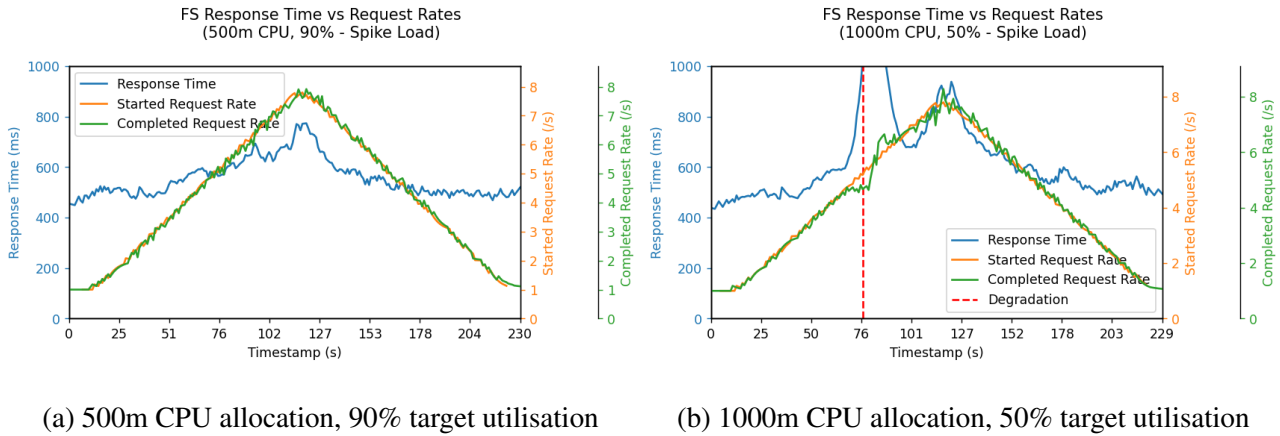 FS Response Time vs Request Rates
(500m CPU, 90% - Spike Load)
Response Time (ms)
1000
800
600
400
200
0
Response Time
Started Request Rate
Completed Request Rate
0 25 51 76 102 127 153 178 204 230
Timestamp (s)
8
7
6
5
4
3
2
1
0
Started Request Rate (/s)
8
7
6
5
4
3
2
1
0
Completed Request Rate (/s)
(a) 500m CPU allocation, 90% target utilisation
FS Response Time vs Request Rates
(1000m CPU, 50% - Spike Load)
Response Time (ms)
1000
800
600
400
200
0
Response Time
Started Request Rate
Completed Request Rate
Degradation
0 25 50 76 101 127 152 178 203 229
Timestamp (s)
8
6
4
2
0
Started Request Rate (/s)
8
6
4
2
0
Completed Request Rate (/s)
(b) 1000m CPU allocation, 50% target utilisation